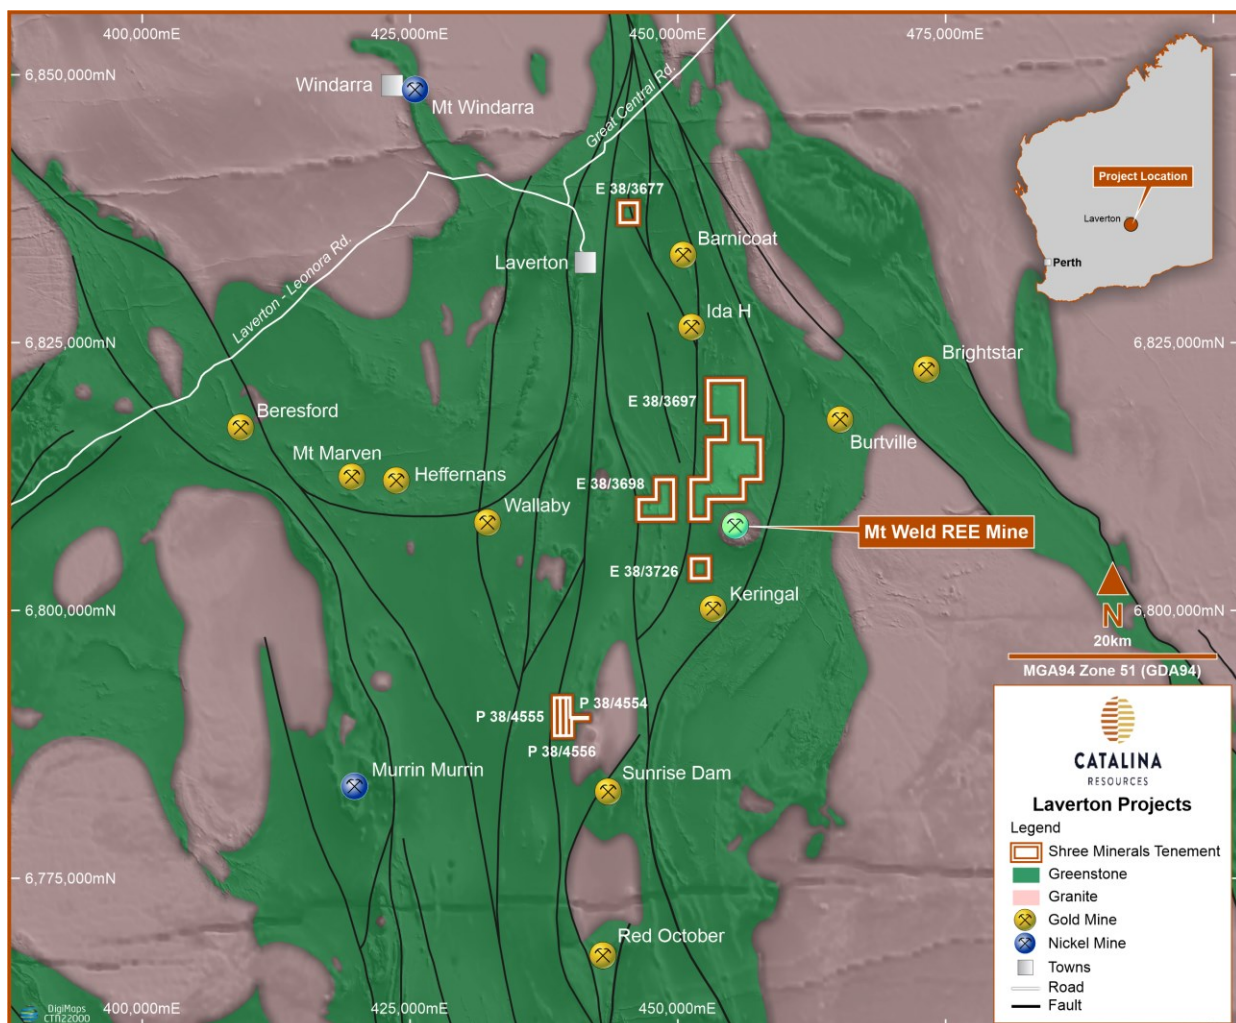 400,000mE
425,000mE
450,000mE
475,000mE
6,850,000mN
Windarra
Mt Windarra
Great Central Rd.
Project Location
Laverton
Perth
E 38/3677
Barnicoat
Laverton
Laverton - Leonora Rd.
Ida H
6,825,000mN
6,825,000mN
Brightstar
E 38/3697
Beresford
Burtville
Mt Marven
Heffernans
E 38/3698
Wallaby
Mt Weld REE Mine
E 38/3726
Keringal
6,800,000mN
6,800,000mN
N
20km
MGA94 Zone 51 (GDA94)
P 38/4554
P 38/4555
P 38/4556
Murrin Murrin
Sunrise Dam
CATALINA
RESOURCES
Laverton Projects
Legend
Shree Minerals Tenement
Greenstone
Granite
Gold Mine
Nickel Mine
Towns
Road
Fault
6,775,000mN
Red October
DigiMaps
CTN22000
400,000mE
425,000mE
450,000mE